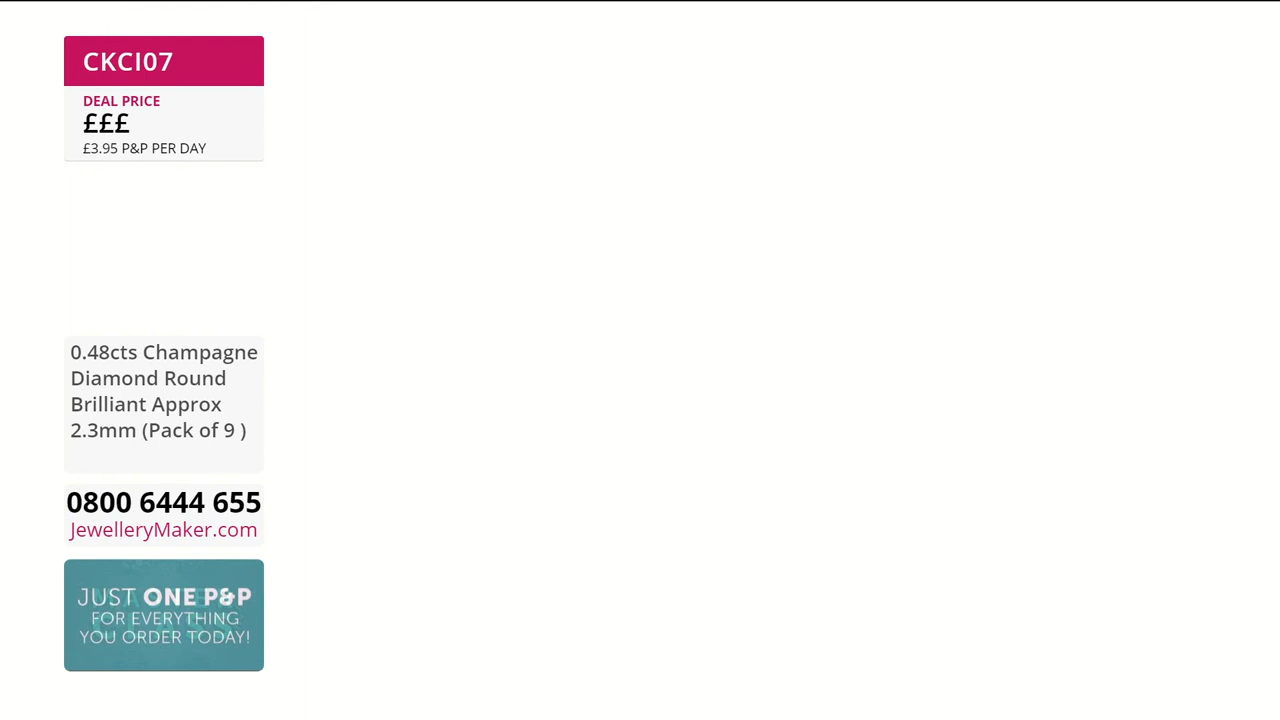 CKCI07
DEAL PRICE
£££
£3.95 P&P PER DAY
0.48cts Champagne
Diamond Round
Brilliant Approx
2.3mm (Pack of 9 )
0800 6444 655
JewelleryMaker.com
JUST ONE P&P
FOR EVERYTHING
YOU ORDER TODAY!